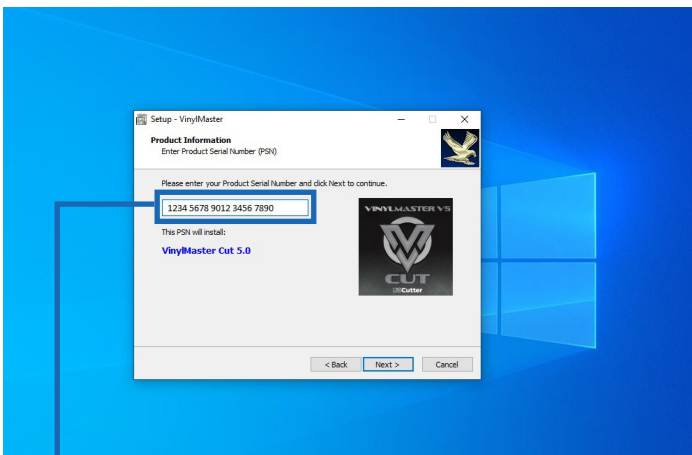 Setup - VinylMaster
Product Information
Enter Product Serial Number (PSN)
Please enter your Product Serial Number and click Next to continue.
1234 5678 9012 3456 7890
This PSN will install:
VinylMaster Cut 5.0
VINYLMASTER V5
CUT
USCutter
< Back
Next >
Cancel